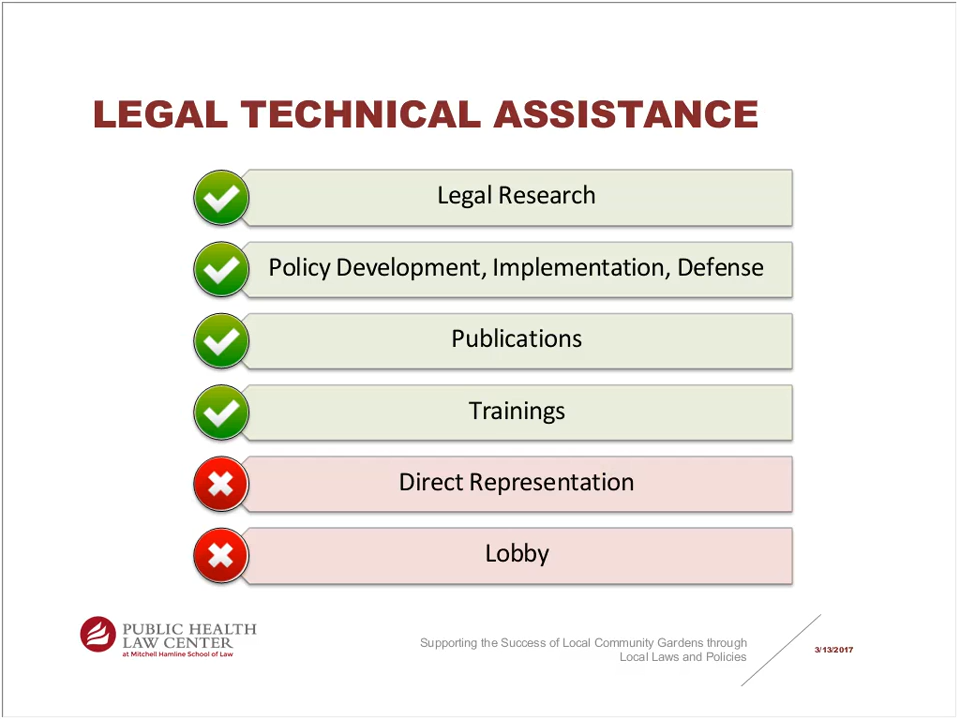 LEGAL TECHNICAL ASSISTANCE
Legal Research
Policy Development, Implementation, Defense
Publications
Trainings
Direct Representation
Lobby
PUBLIC HEALTH
LAW CENTER
at Mitchell Hamline School of Law
Supporting the Success of Local Community Gardens through
Local Laws and Policies
3/13/2017